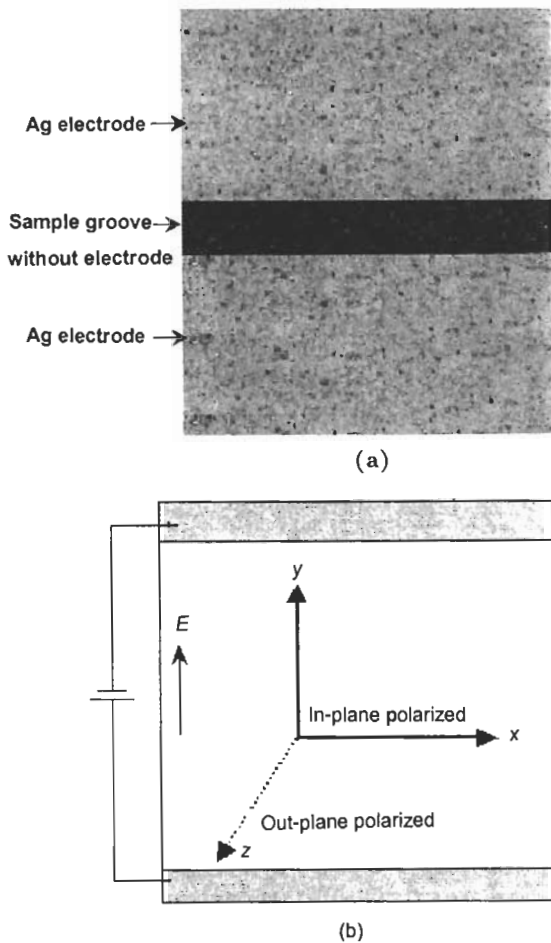 Ag electrode
Sample groove
without electrode
Ag electrode
(a)
y
E
In-plane polarized
x
Out-plane polarized
z
(b)